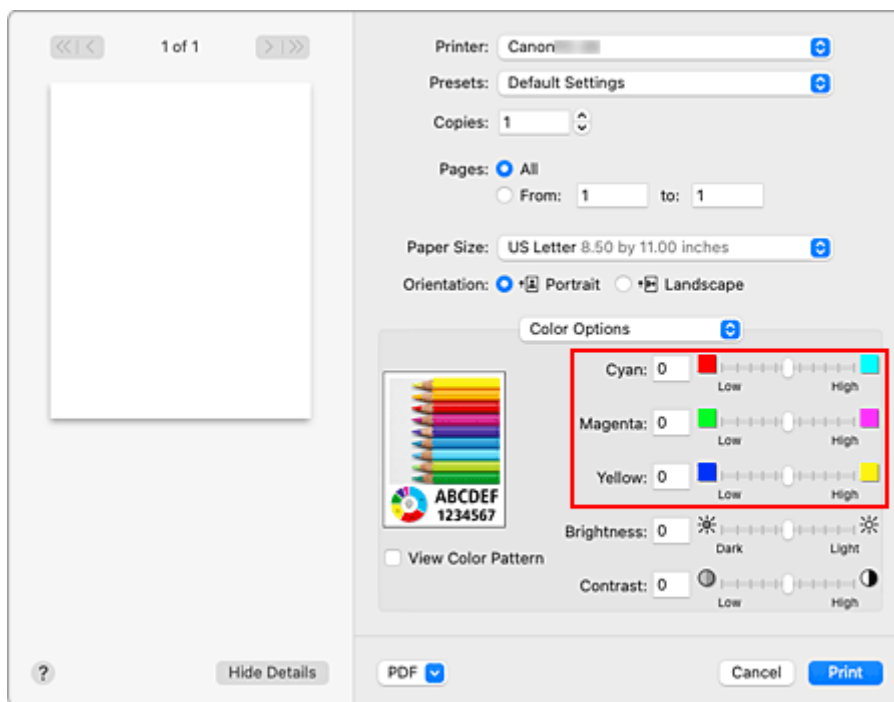 1 of 1
Printer: Canon
Presets: Default Settings
Copies: 1
Pages: All
From: 1 to: 1
Paper Size: US Letter 8.50 by 11.00 inches
Orientation: Portrait Landscape
Color Options
Cyan: 0
Low High
Magenta: 0
Low High
Yellow: 0
Low High
ABCDEF
1234567
Brightness: 0
Dark Light
View Color Pattern
Contrast: 0
Low High
? Hide Details PDF Cancel Print